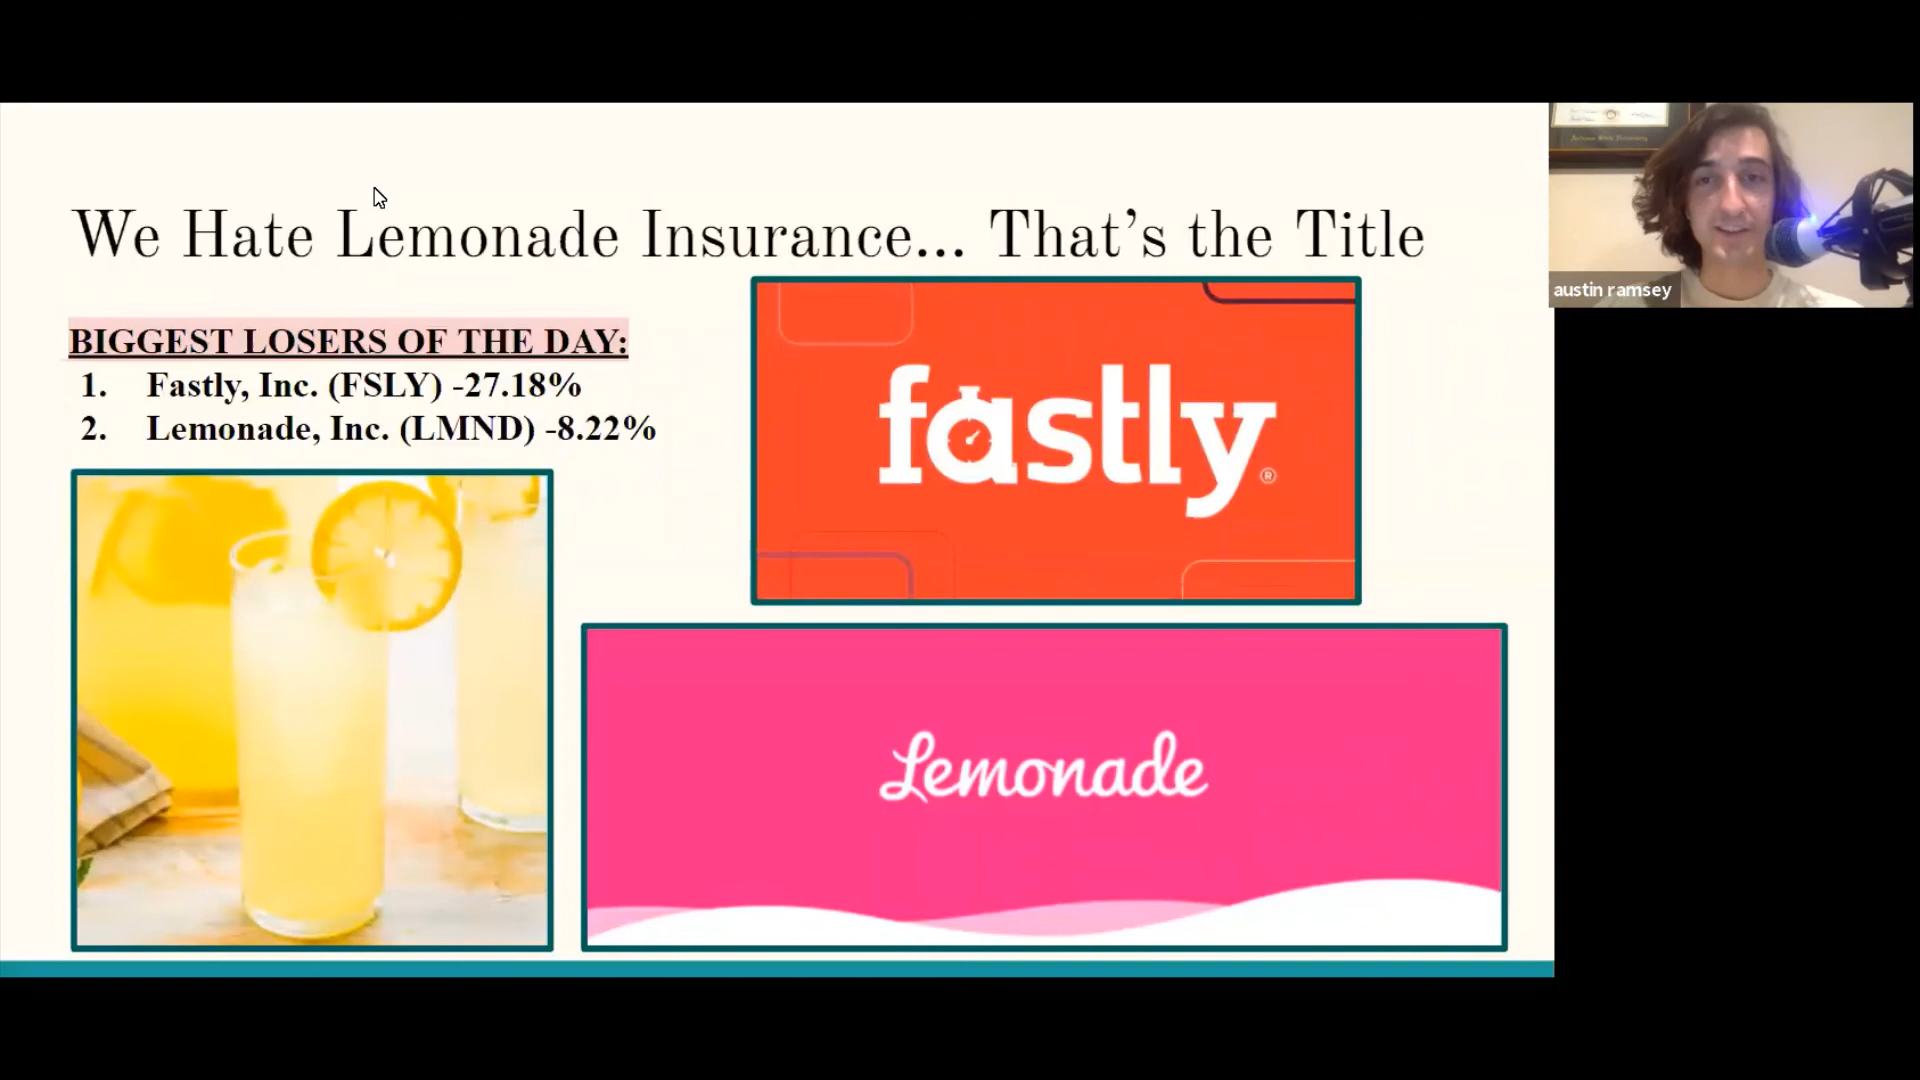 We Hate Lemonade Insurance... That’s the Title
BIGGEST LOSERS OF THE DAY:
1. Fastly, Inc. (FSLY) -27.18%
2. Lemonade, Inc. (LMND) -8.22%
fastly®
Lemonade
austin ramsey